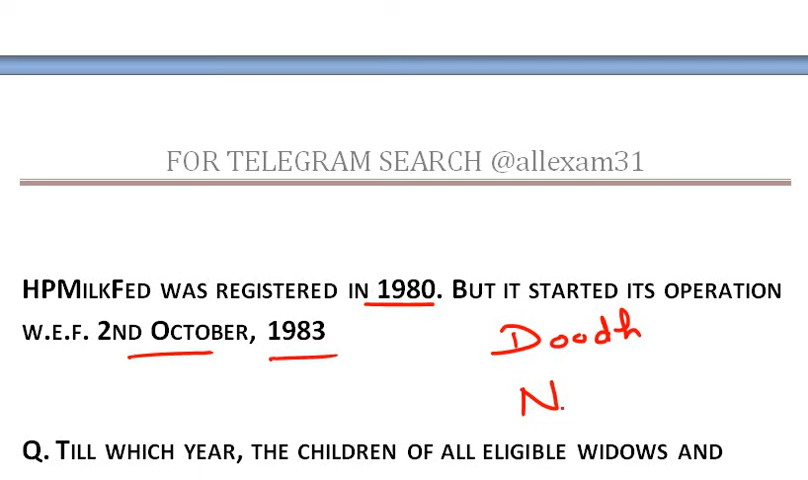 FOR TELEGRAM SEARCH @allexam31
HPMILKFED WAS REGISTERED IN 1980. BUT IT STARTED ITS OPERATION
W.E.F. 2ND OCTOBER, 1983
Doodh
N.
Q. TILL WHICH YEAR, THE CHILDREN OF ALL ELIGIBLE WIDOWS AND